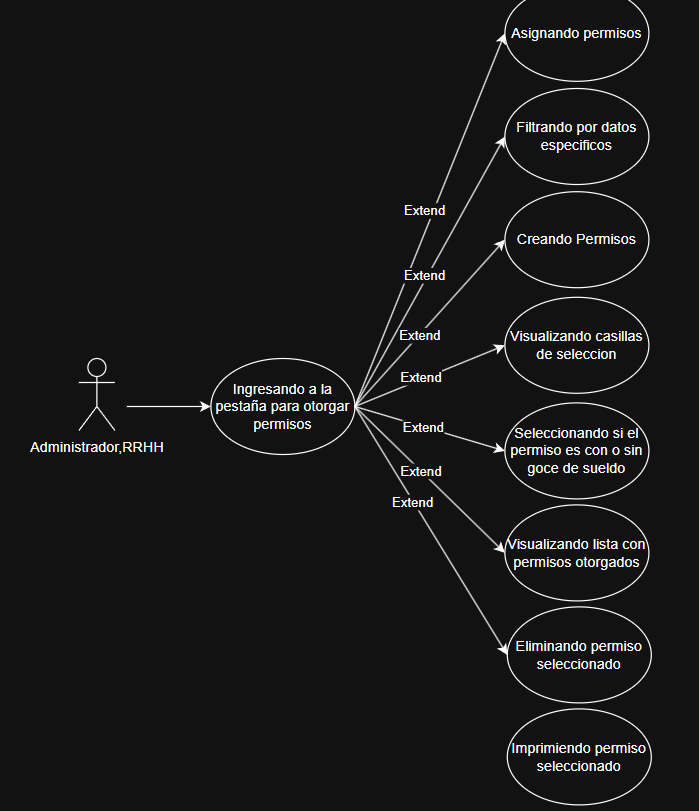 Asignando permisos
Filtrando por datos
especificos
Extend
Creando Permisos
Extend
Extend
Visualizando casillas
de seleccion
Extend
Ingresando a la
pestaña para otorgar
permisos
Administrador,RRHH
Extend
Seleccionando si el
permiso es con o sin
goce de sueldo
Extend
Extend
Visualizando lista con
permisos otorgados
Eliminando permiso
seleccionado
Imprimiendo permiso
seleccionado